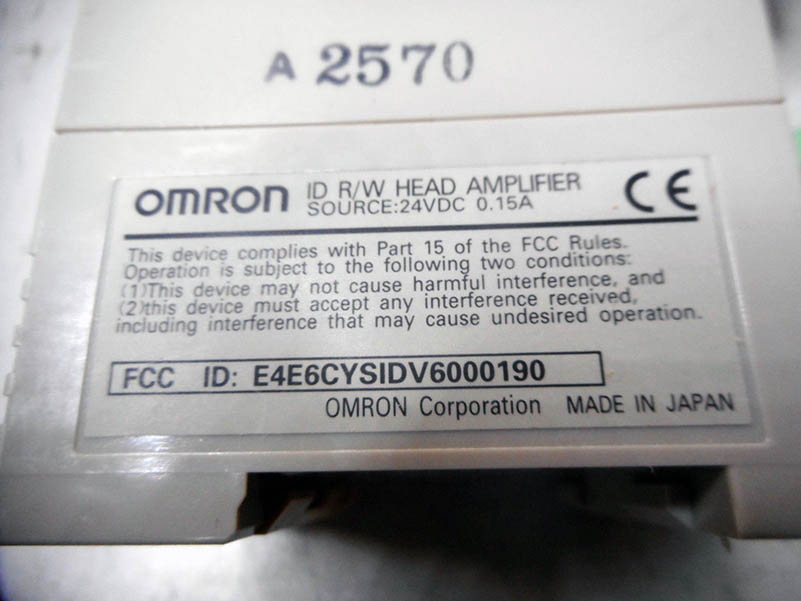 A 2570
OMRON ID R/W HEAD AMPLIFIER
SOURCE:24VDC 0.15A
CE
This device complies with Part 15 of the FCC Rules.
Operation is subject to the following two conditions:
(1)This device may not cause harmful interference, and
(2)this device must accept any interference received,
including interference that may cause undesired operation.
FCC ID: E4E6CYSIDV6000190
OMRON Corporation MADE IN JAPAN